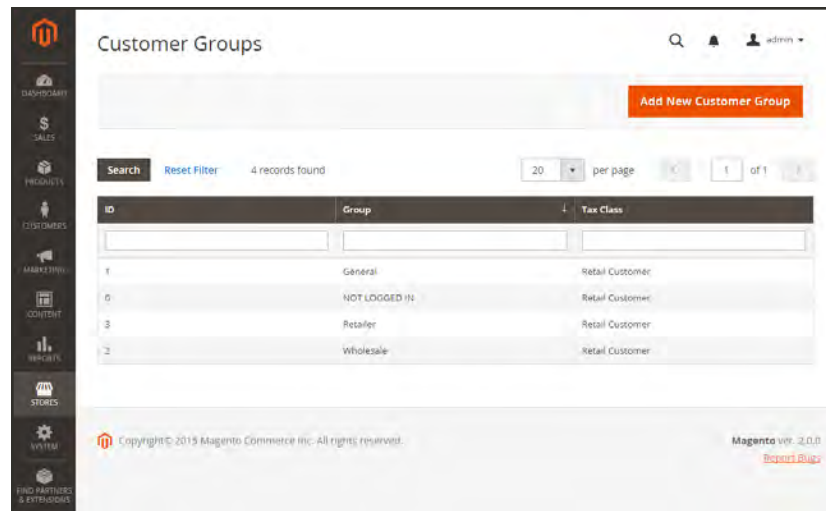 Customer Groups
admin
Add New Customer Group
Search Reset Filter 4 records found 20 per page 1 of 1
ID Group Tax Class
1 General Retail Customer
0 NOT LOGGED IN Retail Customer
3 Retailer Retail Customer
2 Wholesale Retail Customer
DASHBOARD
SALES
PRODUCTS
CUSTOMERS
MARKETING
CONTENT
REPORTS
STORES
SYSTEM
FIND PARTNERS
& EXTENSIONS
Copyright© 2015 Magento Commerce Inc. All rights reserved.
Magento ver. 2.0.0
Report Bugs